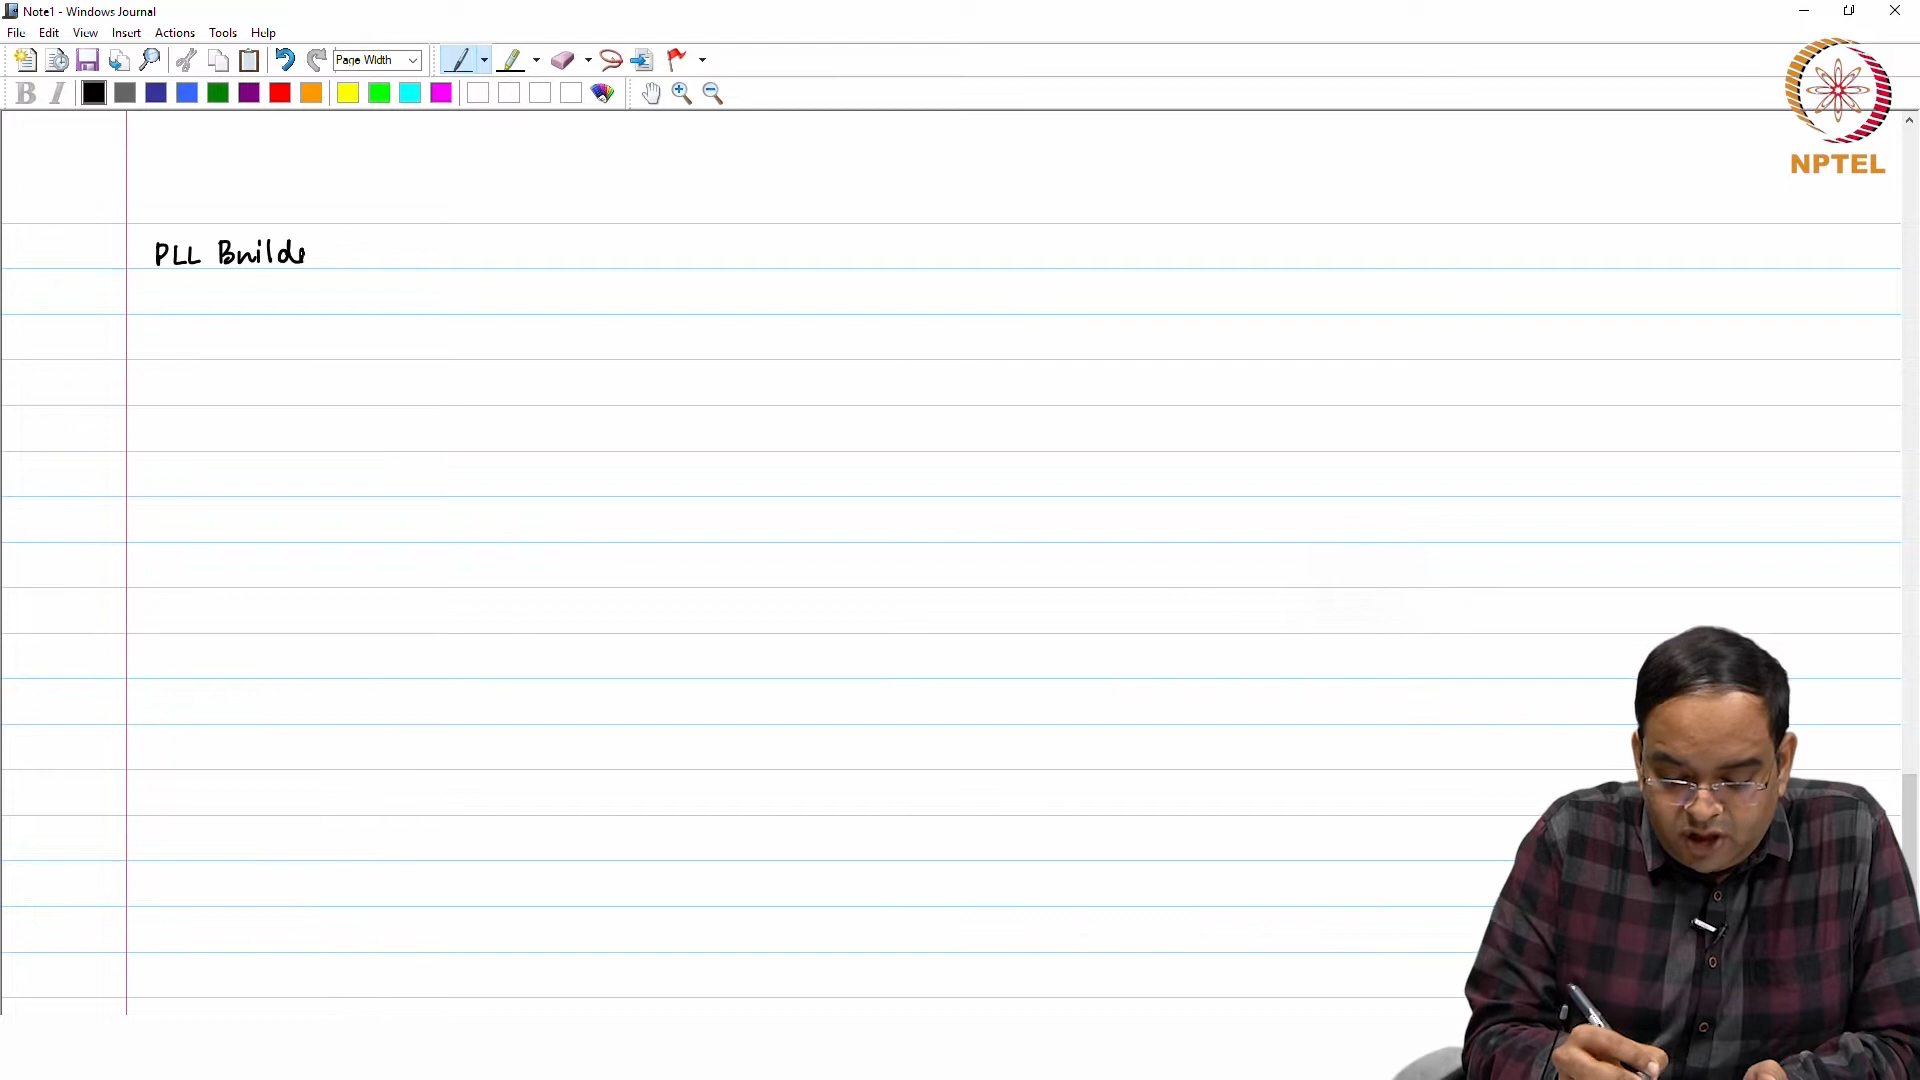 Note1 - Windows Journal
File Edit View Insert Actions Tools Help
Page Width
B I
NPTEL
PLL Builde